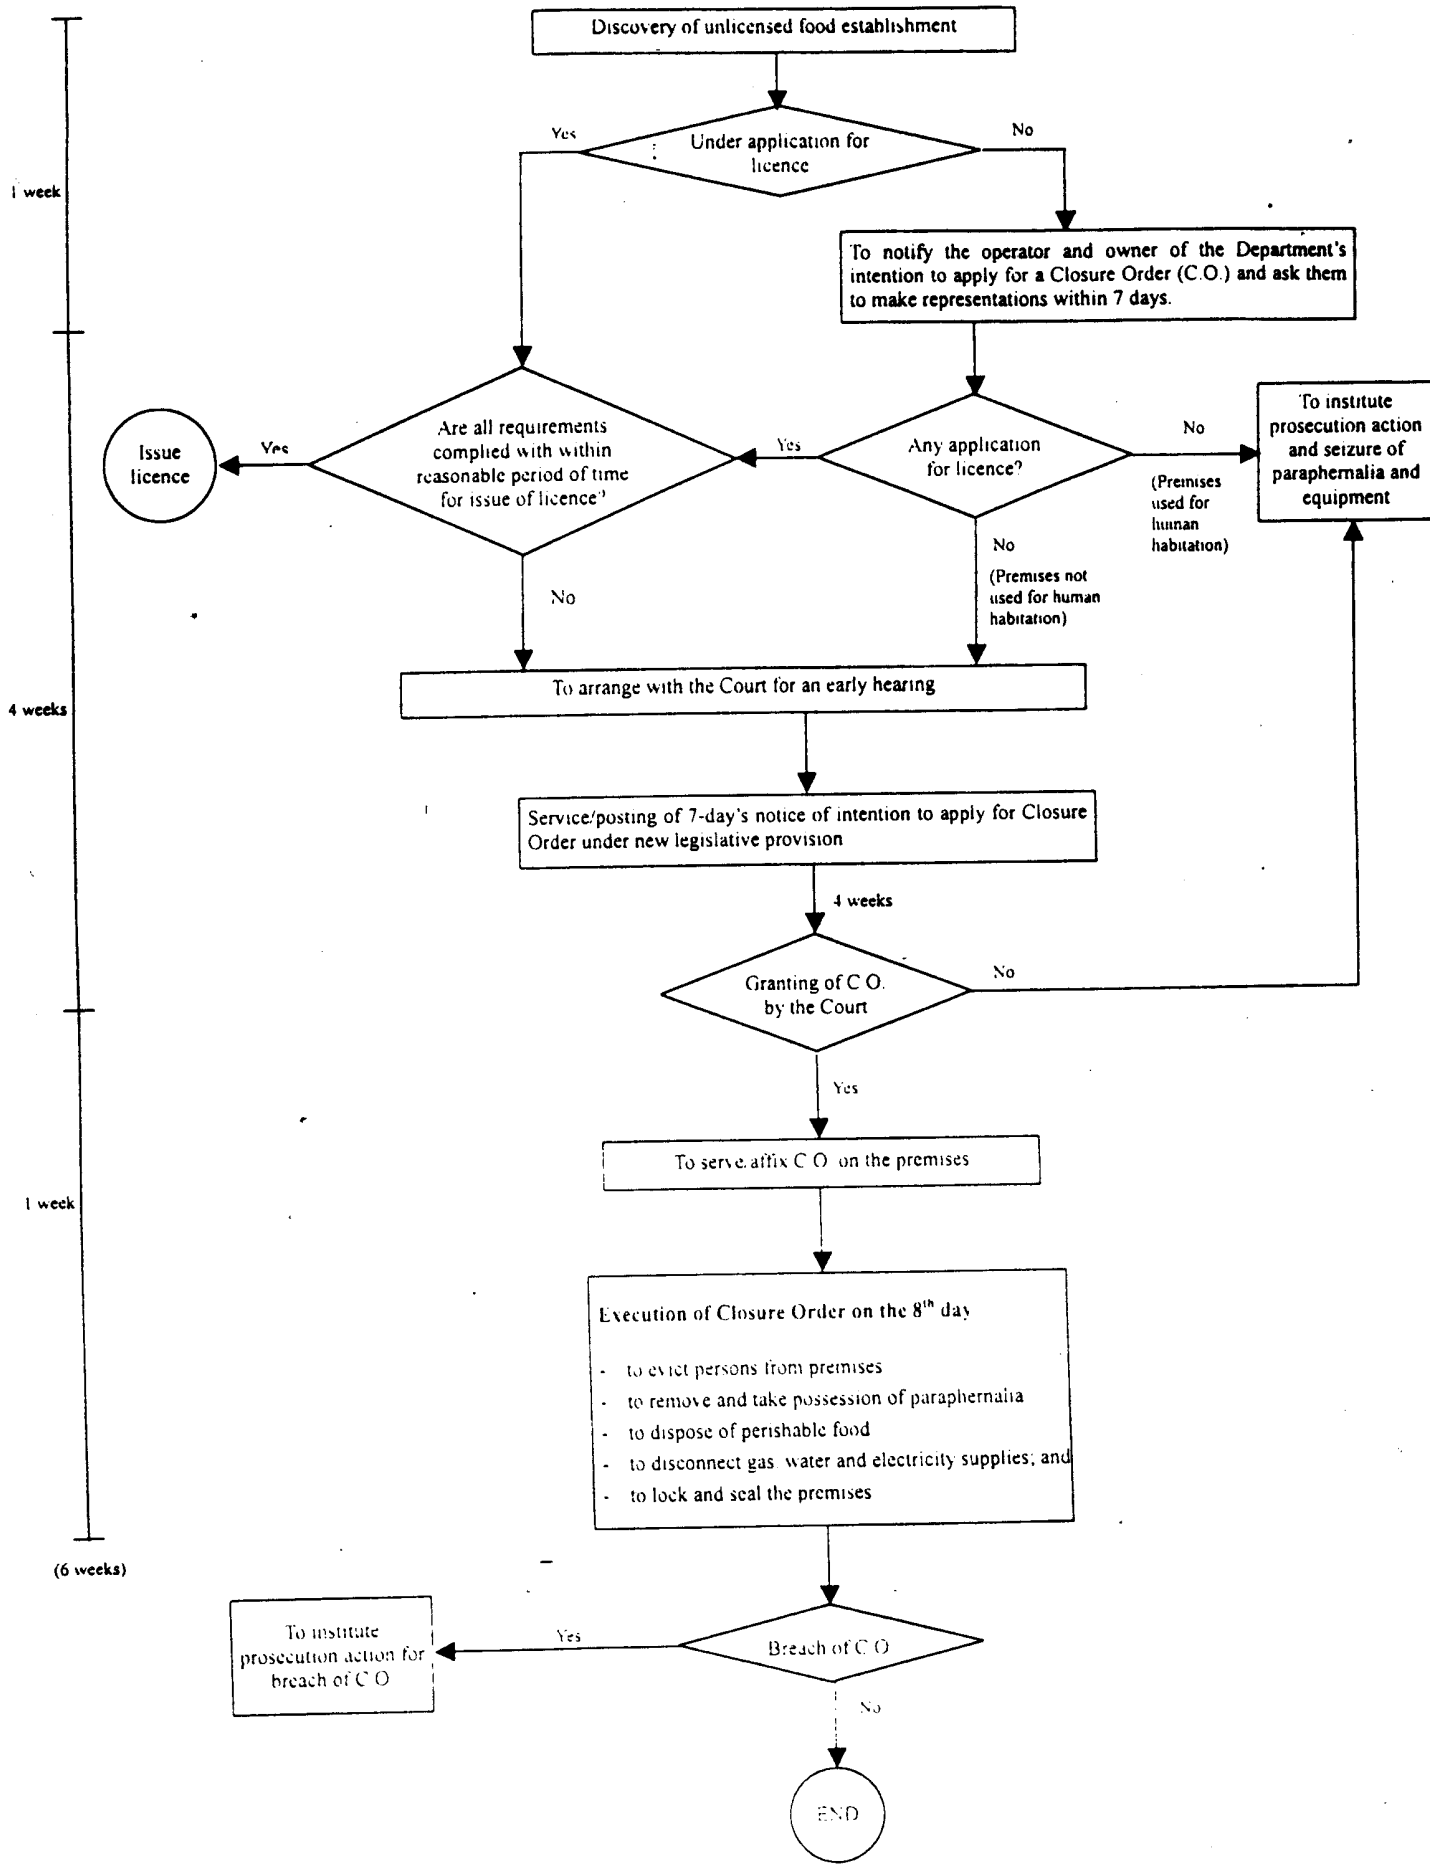 Discovery of unlicensed food establishment
Yes
Under application for
licence
No
1 week
To notify the operator and owner of the Department's
intention to apply for a Closure Order (C.O.) and ask them
to make representations within 7 days.
Issue
licence
Yes
Are all requirements
complied with within
reasonable period of time
for issue of licence?
Yes
Any application
for licence?
No
(Premises
used for
human
habitation)
To institute
prosecution action
and seizure of
paraphernalia and
equipment
No
No
(Premises not
used for human
habitation)
To arrange with the Court for an early hearing
4 weeks
Service/posting of 7-day's notice of intention to apply for Closure
Order under new legislative provision
4 weeks
Granting of C.O.
by the Court
No
Yes
To serve/affix C.O. on the premises
1 week
Execution of Closure Order on the 8th day
- to evict persons from premises
- to remove and take possession of paraphernalia
- to dispose of perishable food
- to disconnect gas, water and electricity supplies; and
- to lock and seal the premises
(6 weeks)
To institute
prosecution action for
breach of C.O.
Yes
Breach of C.O.
No
END